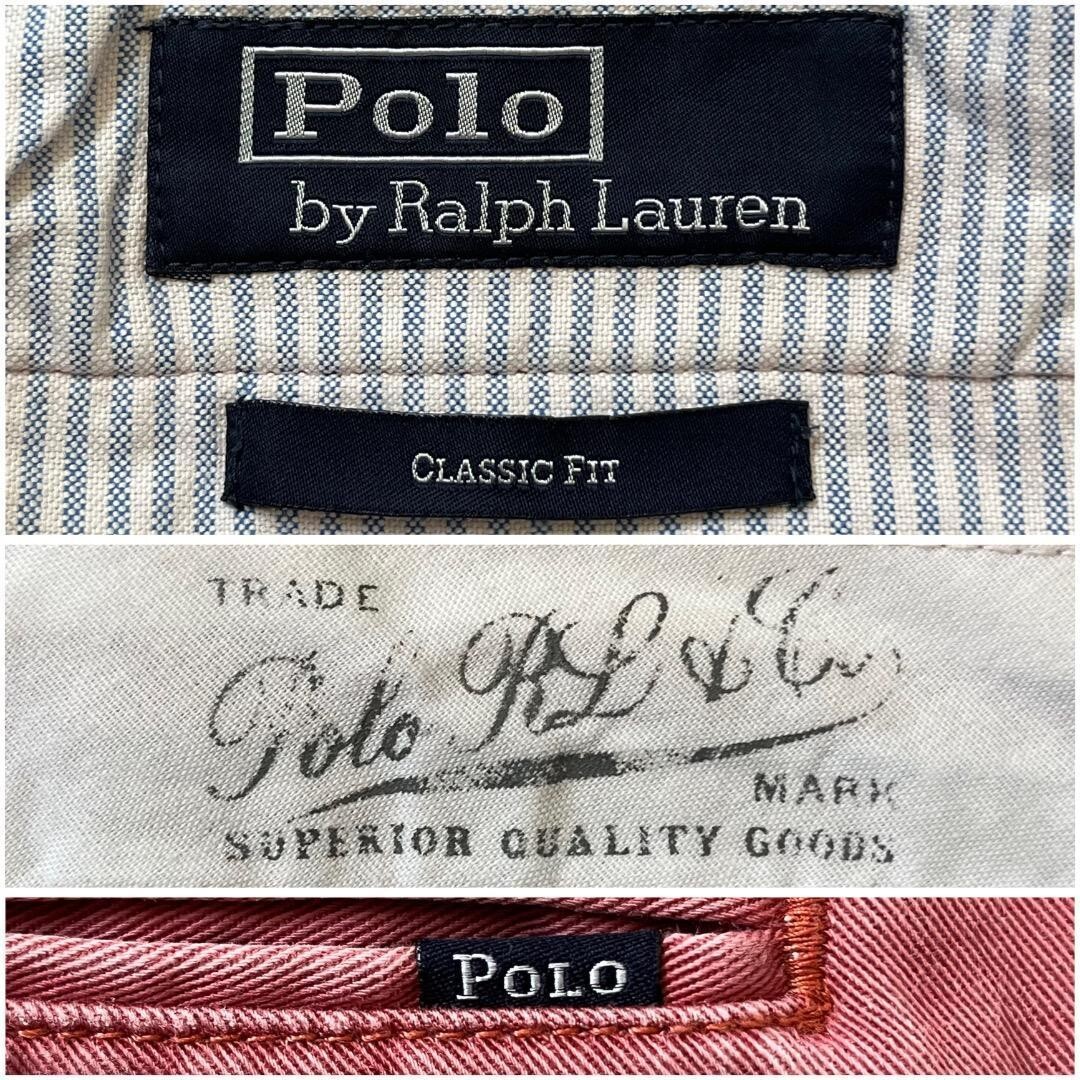 Polo
by Ralph Lauren
CLASSIC FIT
TRADE
Polo RL & Co.
MARK
SUPERIOR QUALITY GOODS
POLO